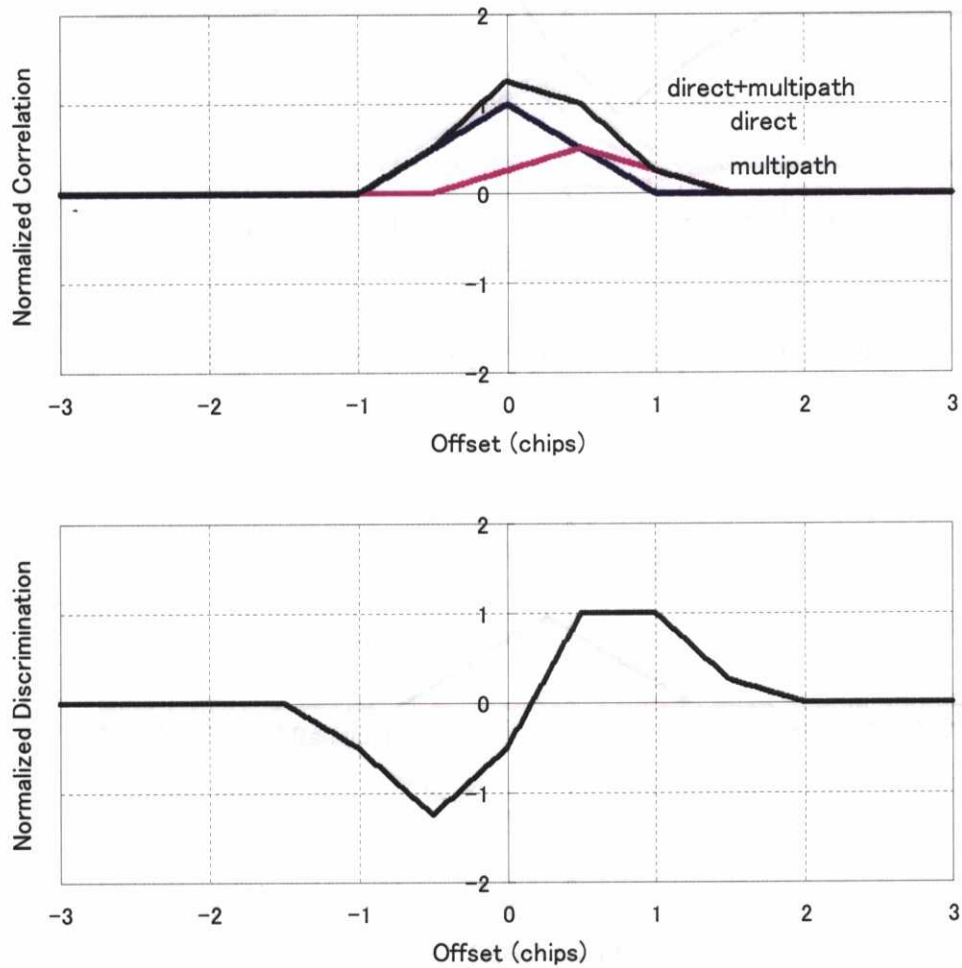 Normalized Correlation
2
1
0
-1
-2
direct+multipath
direct
multipath
-3 -2 -1 0 1 2 3
Offset (chips)
Normalized Discrimination
2
1
0
-1
-2
-3 -2 -1 0 1 2 3
Offset (chips)